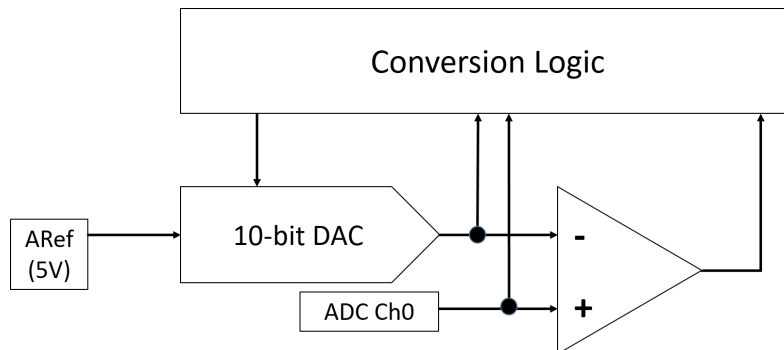 Conversion Logic
10-bit DAC
ARef
(5V)
-
ADC Ch0
+